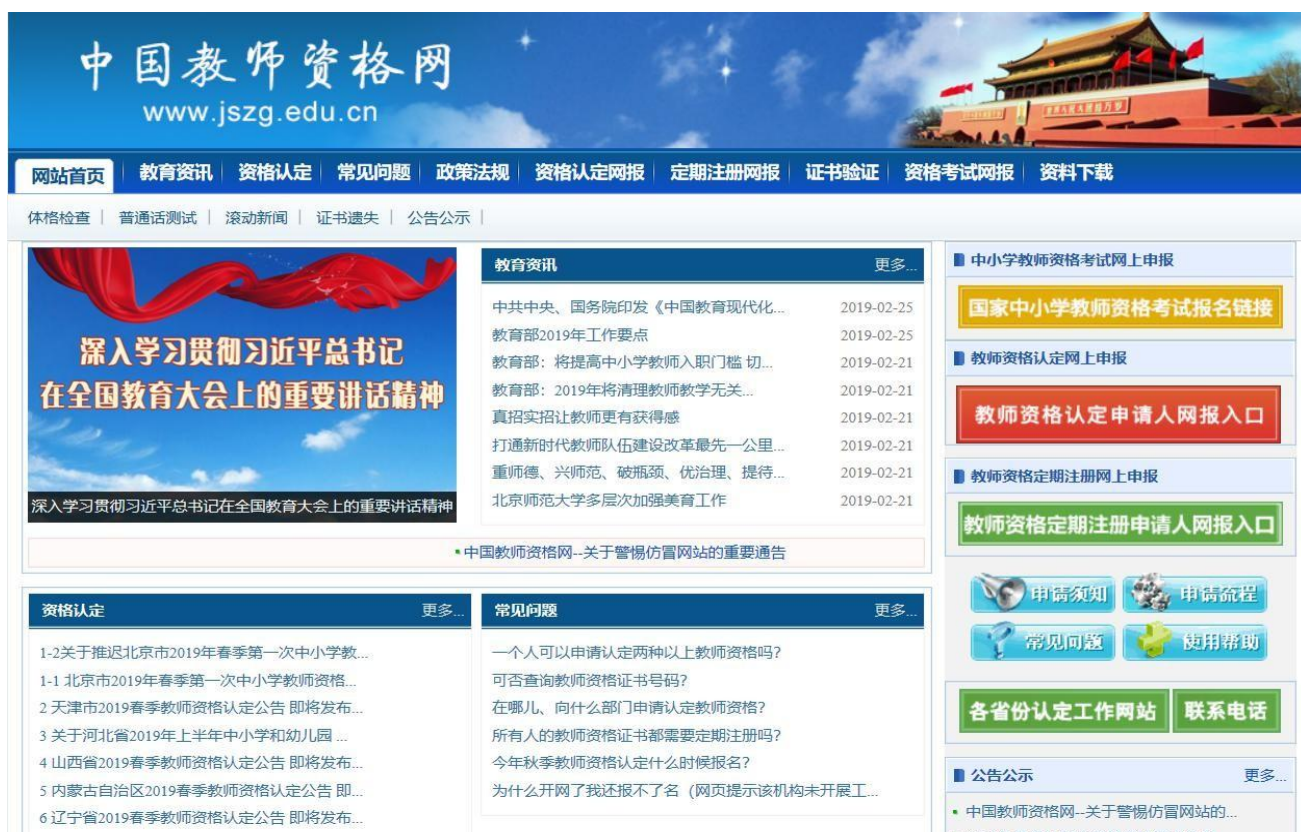 中国教师资格网
www.jszg.edu.cn
网站首页 教育资讯 资格认定 常见问题 政策法规 资格认定网报 定期注册网报 证书验证 资格考试网报 资料下载
体格检查 | 普通话测试 | 滚动新闻 | 证书遗失 | 公告公示 |
深入学习贯彻习近平总书记
在全国教育大会上的重要讲话精神
深入学习贯彻习近平总书记在全国教育大会上的重要讲话精神
教育资讯 更多...
中共中央、国务院印发《中国教育现代化... 2019-02-25
教育部2019年工作要点 2019-02-25
教育部：将提高中小学教师入职门槛 切... 2019-02-21
教育部：2019年将清理教师教学无关... 2019-02-21
真招实招让教师更有获得感 2019-02-21
打通新时代教师队伍建设改革最先一公里... 2019-02-21
重师德、兴师范、破瓶颈、优治理、提待... 2019-02-21
北京师范大学多层次加强美育工作 2019-02-21
中国教师资格网--关于警惕仿冒网站的重要通告
资格认定 更多...
1-2关于推迟北京市2019年春季第一次中小学教...
1-1 北京市2019年春季第一次中小学教师资格...
2 天津市2019春季教师资格认定公告 即将发布...
3 关于河北省2019年上半年中小学和幼儿园 ...
4 山西省2019春季教师资格认定公告 即将发布...
5 内蒙古自治区2019春季教师资格认定公告 即...
6 辽宁省2019春季教师资格认定公告 即将发布...
常见问题 更多...
一个人可以申请认定两种以上教师资格吗?
可否查询教师资格证书号码?
在哪儿、向什么部门申请认定教师资格?
所有人的教师资格证书都需要定期注册吗?
今年秋季教师资格认定什么时候报名?
为什么开网了我还报不了名（网页提示该机构未开展工...
中小学教师资格考试网上申报
国家中小学教师资格考试报名链接
教师资格认定网上申报
教师资格认定申请人网报入口
教师资格定期注册网上申报
教师资格定期注册申请人网报入口
申请须知 申请流程
常见问题 使用帮助
各省份认定工作网站 联系电话
公告公示 更多...
中国教师资格网--关于警惕仿冒网站的...